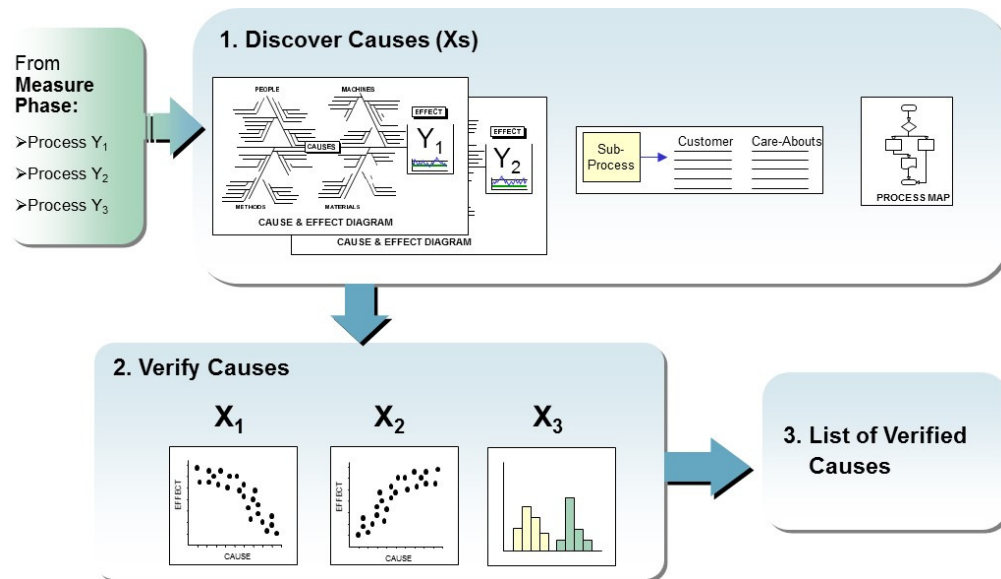 From
Measure
Phase:
➢Process Y₁
➢Process Y₂
➢Process Y₃
1. Discover Causes (Xs)
PEOPLE
MACHINES
EFFECT
Y₁
CAUSES
METHODS
MATERIALS
CAUSE & EFFECT DIAGRAM
EFFECT
Y₂
CAUSE & EFFECT DIAGRAM
Sub-
Process
Customer
Care-Abouts
PROCESS MAP
2. Verify Causes
X₁
EFFECT
CAUSE
X₂
EFFECT
CAUSE
X₃
3. List of Verified
Causes